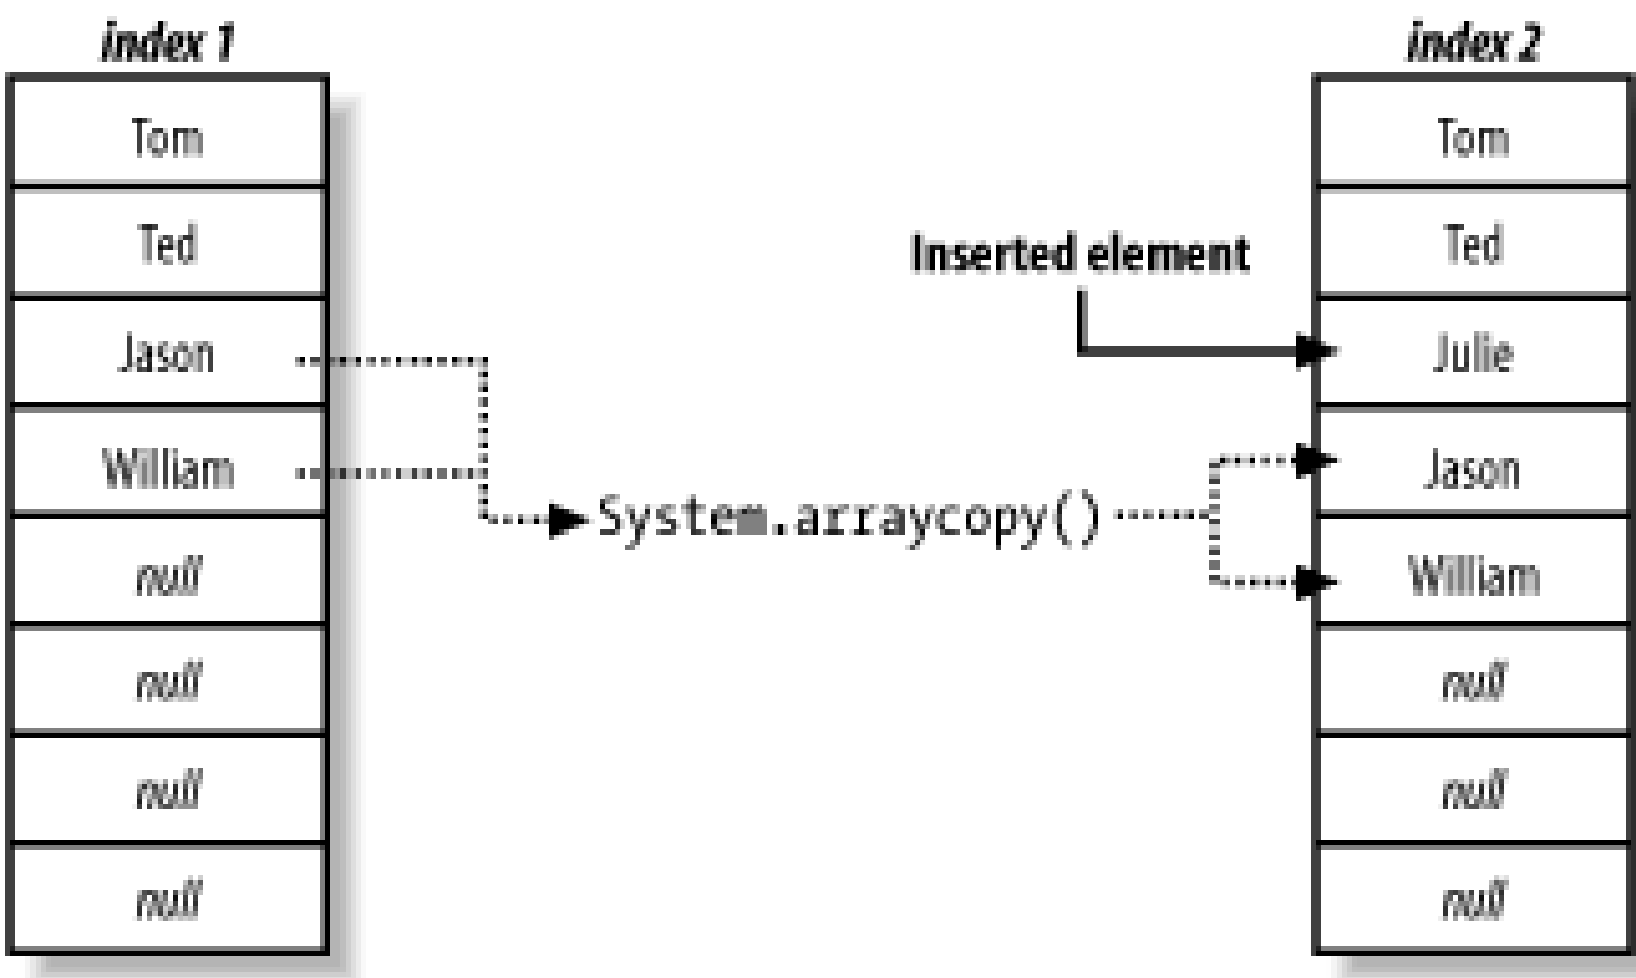 index 1
Tom
Ted
Jason
William
null
null
null
null
System.arraycopy()
Inserted element
index 2
Tom
Ted
Julie
Jason
William
null
null
null